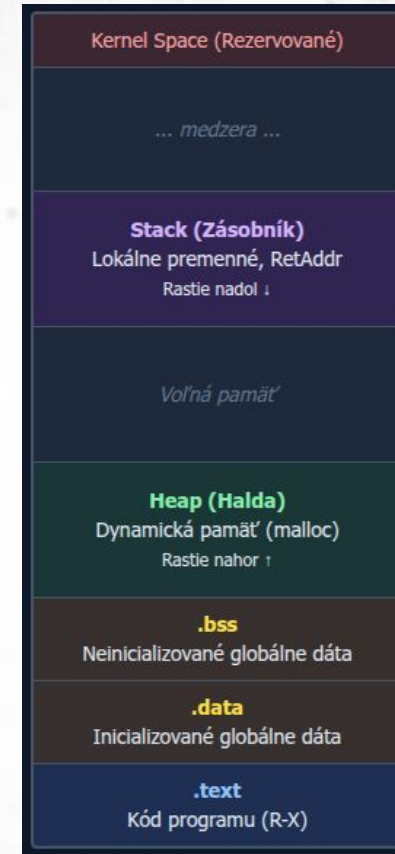 Kernel Space (Rezervované)
... medzera ...
Stack (Zásobník)
Lokálne premenné, RetAddr
Rastie nadol ↓
Voľná pamäť
Heap (Halda)
Dynamická pamäť (malloc)
Rastie nahor ↑
.bss
Neinicializované globálne dáta
.data
Inicializované globálne dáta
.text
Kód programu (R-X)